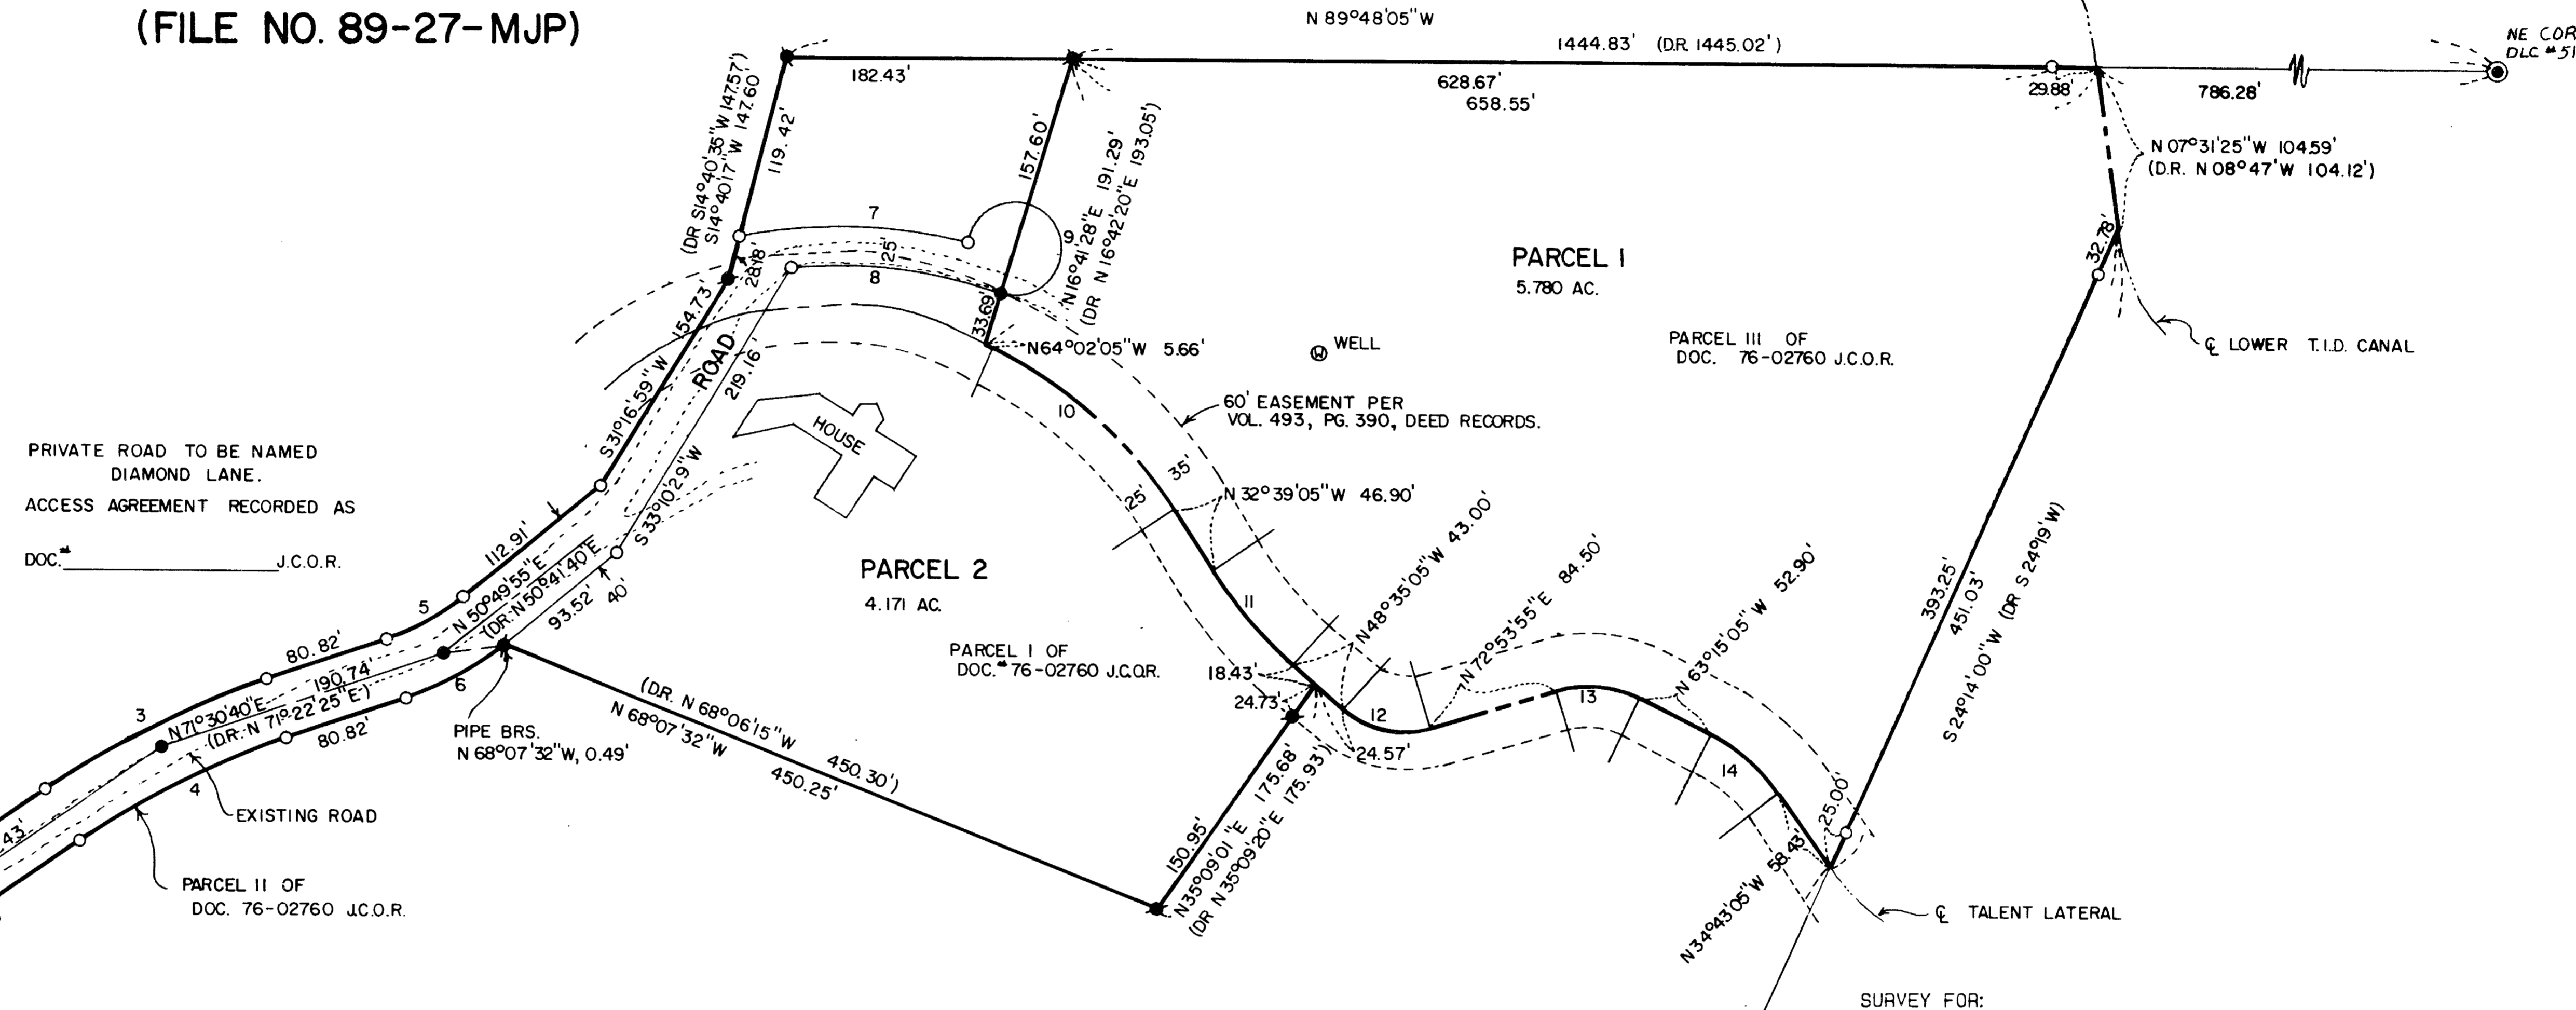 (FILE NO. 89-27-MJP)
N 89°48'05"W
1444.83' (D.R. 1445.02')
NE COR
DLC #51
182.43'
628.67'
658.55'
29.88'
786.28'
(DR S14°40'35"W 147.57')
S14°40'17"W 147.60'
119.42'
157.60'
N16°41'28"E 191.29'
(DR N 16°42'20"E 193.05')
N 07°31'25"W 104.59'
(D.R. N 08°47'W 104.12')
7
9
25'
8
28.18'
33.69'
32.78'
PARCEL 1
5.780 AC.
154.73'
S31°16'59"W
ROAD
219.16
N64°02'05"W 5.66'
WELL
PARCEL III OF
DOC. 76-02760 J.C.O.R.
℄ LOWER T.I.D. CANAL
10
60' EASEMENT PER
VOL. 493, PG. 390, DEED RECORDS.
HOUSE
PRIVATE ROAD TO BE NAMED
DIAMOND LANE.
ACCESS AGREEMENT RECORDED AS
DOC.# J.C.O.R.
S33°10'29"W
35'
25'
N 32°39'05"W 46.90'
112.91'
N 50°49'55"E
(DR. N50°41'40"E
93.52'
40'
PARCEL 2
4.171 AC.
PARCEL I OF
DOC.# 76-02760 J.C.O.R.
11
N48°35'05"W 43.00'
N72°53'55"E 84.50'
N 63°15'05"W 52.90'
393.25'
451.03'
S24°14'00"W (DR S 24°19'W)
5
80.82'
190.74'
N71°30'40"E
(D.R. N 71°-22'25"E)
6
80.82'
3
4
18.43'
24.73'
12
24.57'
13
14
PIPE BRS.
N 68°07'32"W, 0.49'
(D.R. N 68°06'15"W 450.30')
N 68°07'32"W 450.25'
175.68'
150.95'
N35°09'01"E
(DR N35°09'20"E 175.93')
25.00'
N34°43'05"W 58.43'
43'
EXISTING ROAD
PARCEL II OF
DOC. 76-02760 J.C.O.R.
℄ TALENT LATERAL
SURVEY FOR: